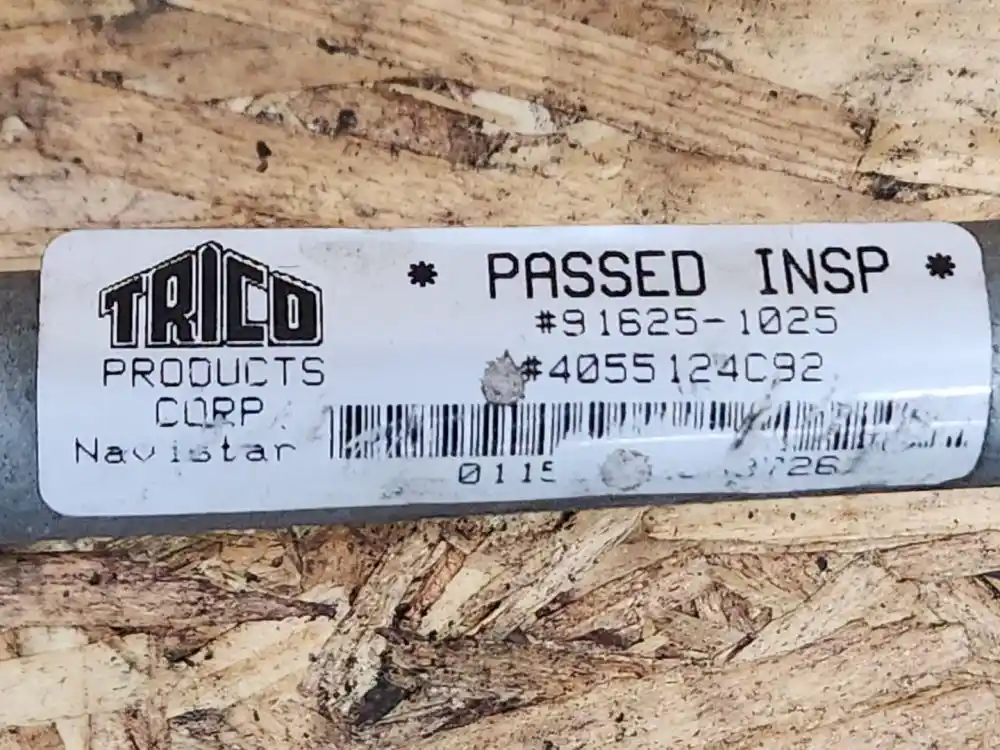 TRICO
PRODUCTS
CORP.
Navistar
* PASSED INSP *
#91625-1025
#4055124C92